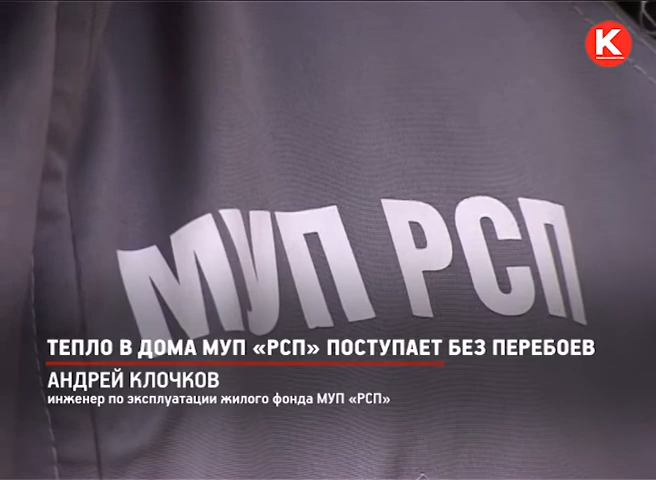 К
МУП РСП
ТЕПЛО В ДОМА МУП «РСП» ПОСТУПАЕТ БЕЗ ПЕРЕБОЕВ
АНДРЕЙ КЛОЧКОВ
инженер по эксплуатации жилого фонда МУП «РСП»